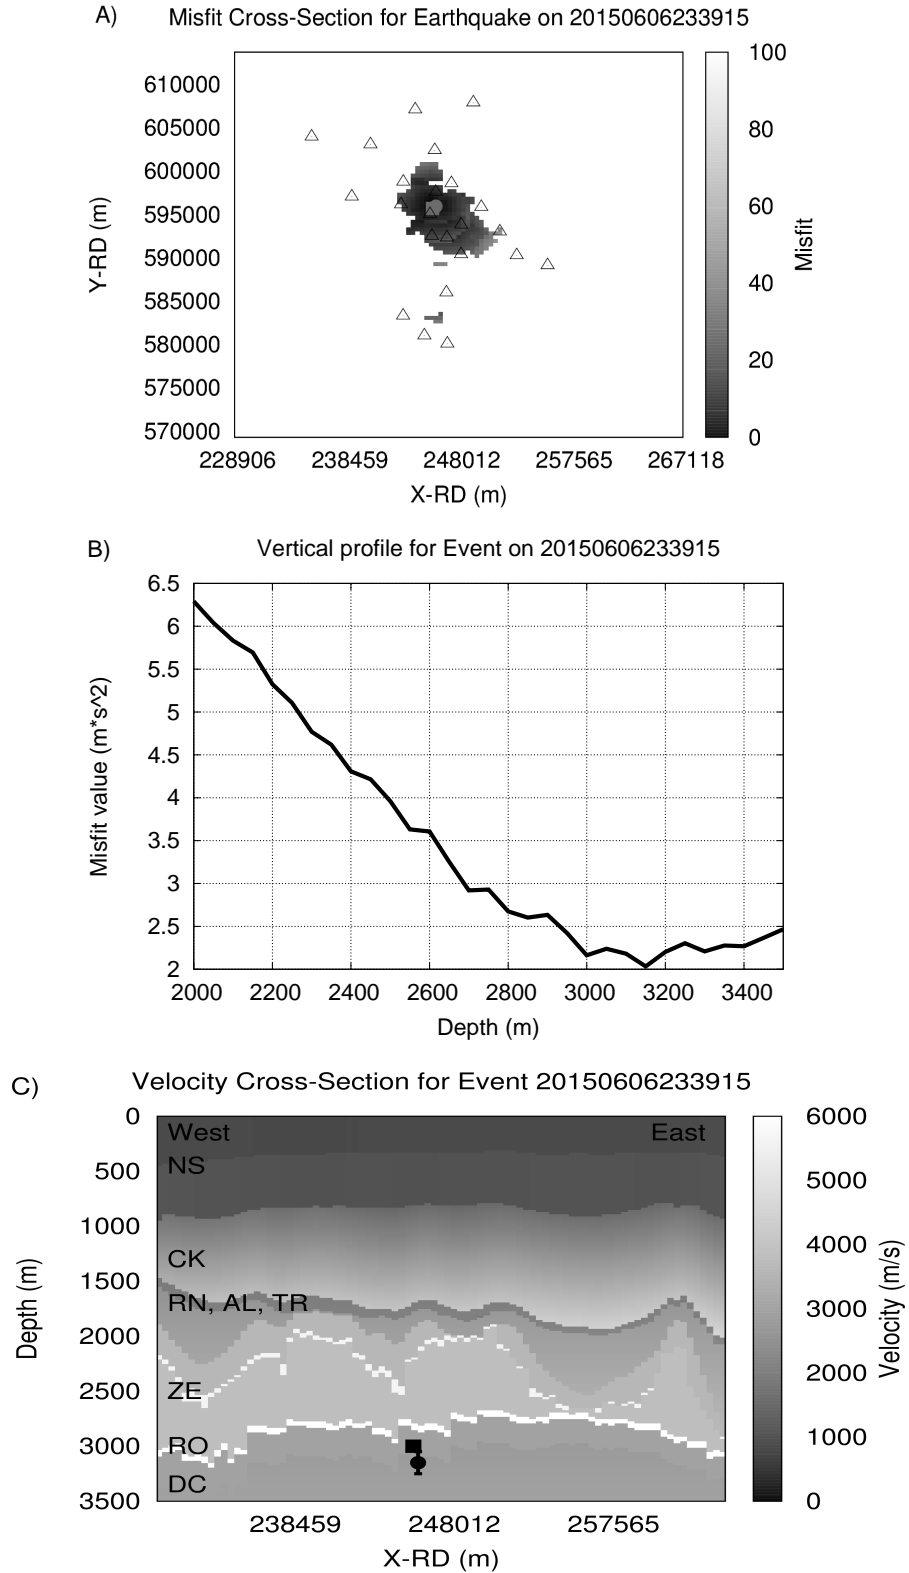 A)
Misfit Cross-Section for Earthquake on 20150606233915
610000
605000
600000
595000
590000
585000
580000
575000
570000
Y-RD (m)
228906 238459 248012 257565 267118
X-RD (m)
100
80
60
40
20
0
Misfit
B)
Vertical profile for Event on 20150606233915
6.5
6
5.5
5
4.5
4
3.5
3
2.5
2
Misfit value (m*s^2)
2000 2200 2400 2600 2800 3000 3200 3400
Depth (m)
C)
Velocity Cross-Section for Event 20150606233915
0
500
1000
1500
2000
2500
3000
3500
Depth (m)
West East
NS
CK
RN, AL, TR
ZE
RO
DC
238459 248012 257565
X-RD (m)
6000
5000
4000
3000
2000
1000
0
Velocity (m/s)